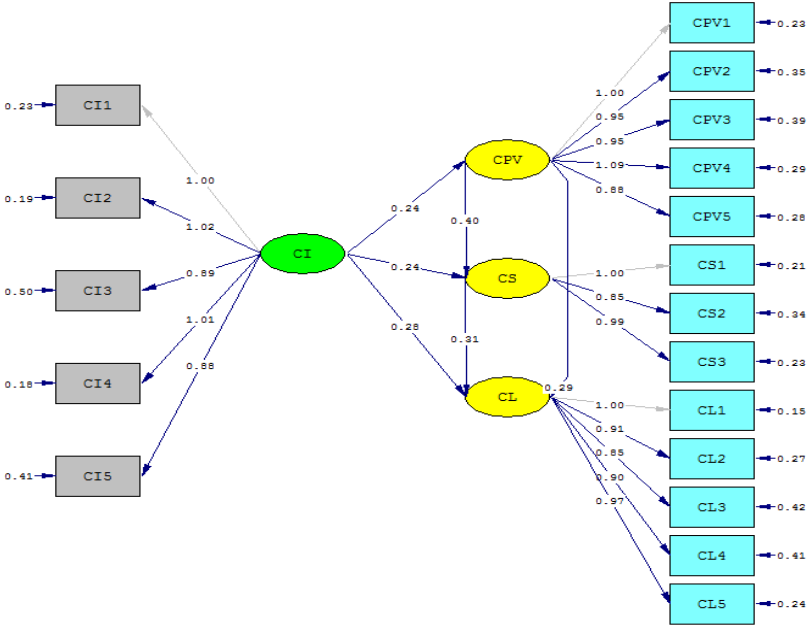 CPV1
0.23
CPV2
0.35
1.00
0.23
CI1
0.95
CPV3
0.39
0.95
CPV
1.09
CPV4
0.29
1.00
0.88
0.19
CI2
0.24
CPV5
0.28
1.02
0.40
CI
0.24
1.00
CS1
0.21
0.89
CS
0.50
CI3
0.85
CS2
0.34
1.01
0.28
0.99
0.31
CS3
0.23
0.88
0.18
CI4
0.29
CL
1.00
CL1
0.15
0.91
0.85
CL2
0.27
0.41
CI5
0.90
0.97
CL3
0.42
CL4
0.41
CL5
0.24